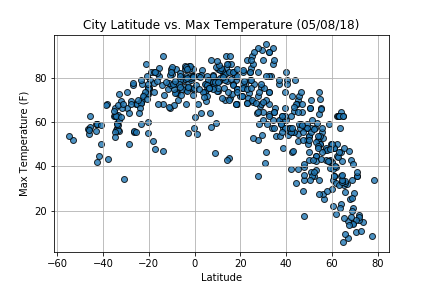 City Latitude vs. Max Temperature (05/08/18)
Max Temperature (F)
80
60
40
20
−60 −40 −20 0 20 40 60 80
Latitude